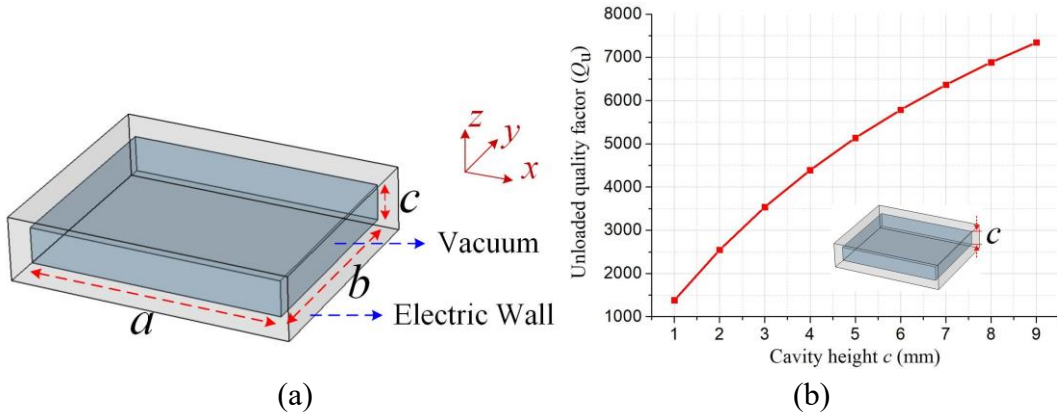 z
y
x
c
Vacuum
b
a
Electric Wall
(a)
Unloaded quality factor (Qu)
8000
7000
6000
5000
4000
3000
2000
1000
c
1 2 3 4 5 6 7 8 9
Cavity height c (mm)
(b)